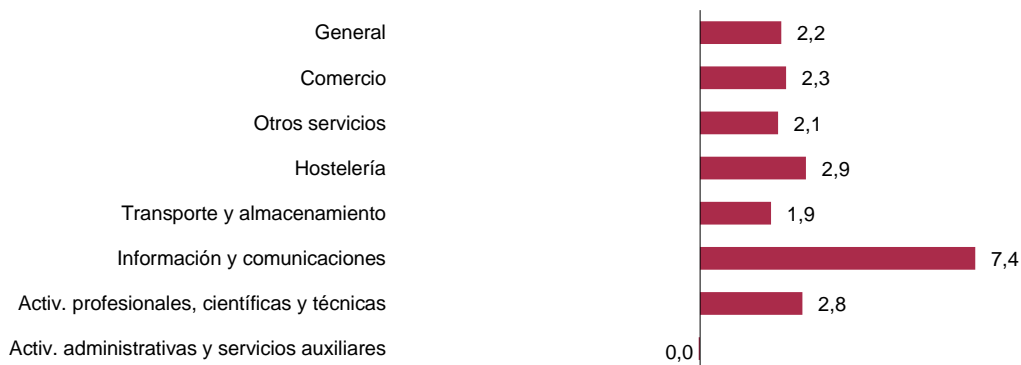 General 2,2
Comercio 2,3
Otros servicios 2,1
Hostelería 2,9
Transporte y almacenamiento 1,9
Información y comunicaciones 7,4
Activ. profesionales, científicas y técnicas 2,8
Activ. administrativas y servicios auxiliares 0,0